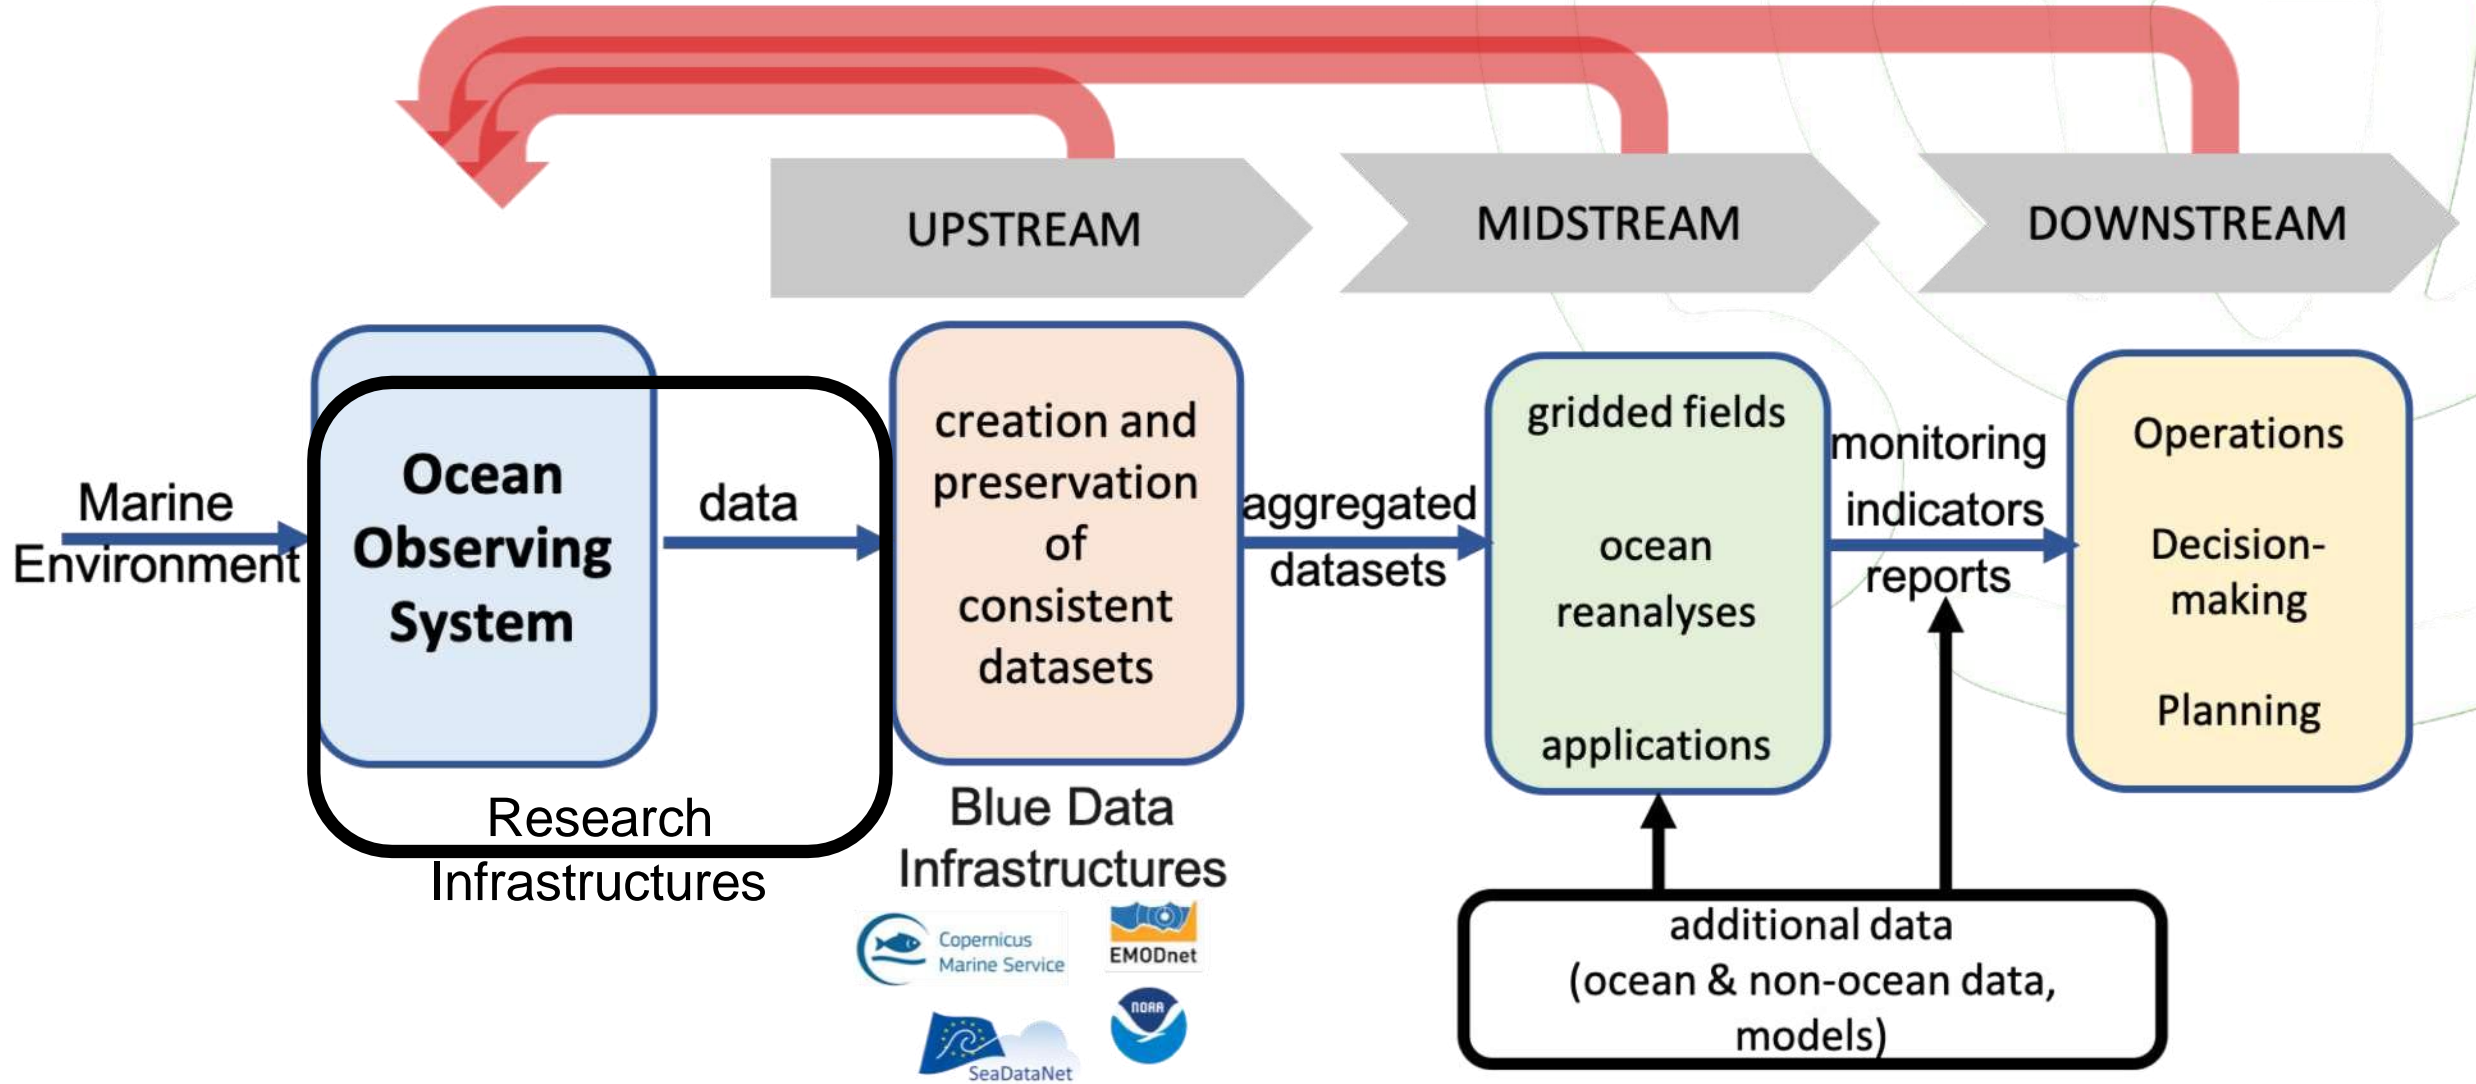 UPSTREAM
MIDSTREAM
DOWNSTREAM
Marine
Environment
Ocean
Observing
System
data
Research
Infrastructures
creation and
preservation
of
consistent
datasets
Blue Data
Infrastructures
Copernicus
Marine Service
EMODnet
SeaDataNet
NOAA
aggregated
datasets
gridded fields
ocean
reanalyses
applications
monitoring
indicators
reports
Operations
Decision-
making
Planning
additional data
(ocean & non-ocean data,
models)